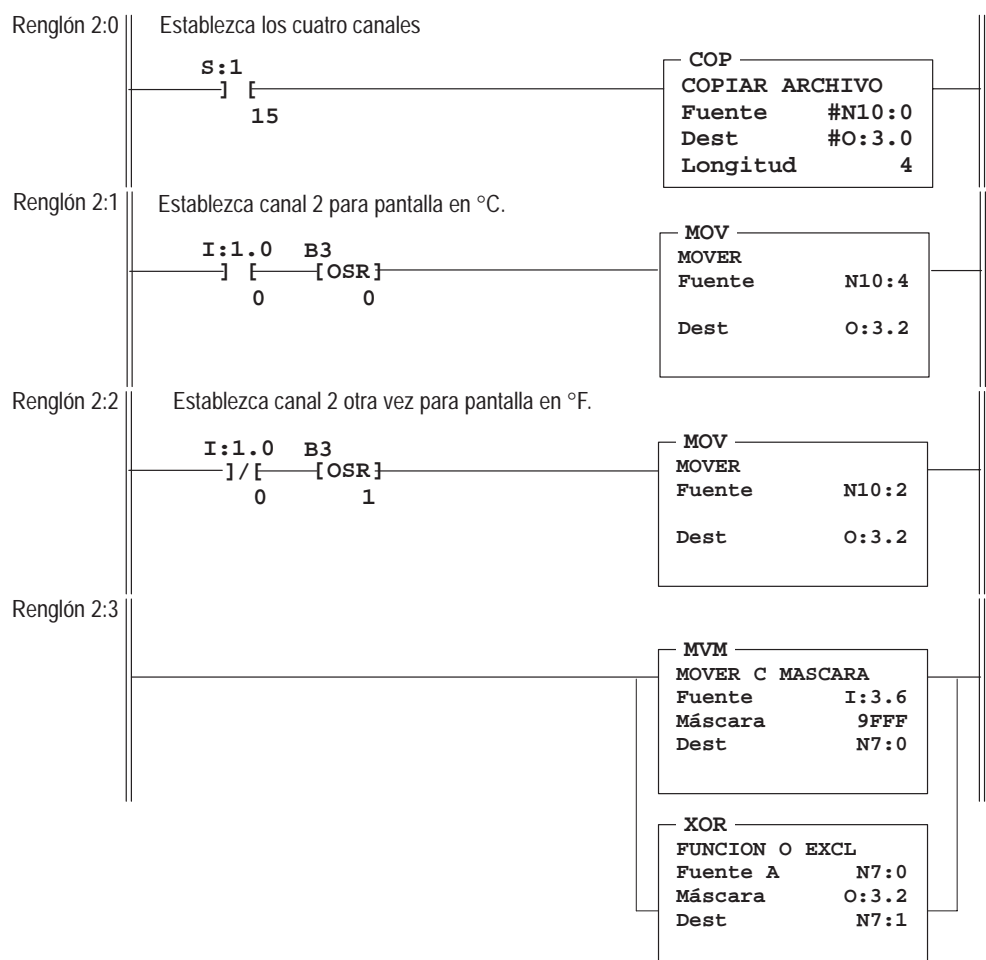 Renglón 2:0 Establezca los cuatro canales
S:1
] [
15
COP
COPIAR ARCHIVO
Fuente #N10:0
Dest #O:3.0
Longitud 4
Renglón 2:1 Establezca canal 2 para pantalla en °C.
I:1.0 B3
] [ [OSR]
0 0
MOV
MOVER
Fuente N10:4
Dest O:3.2
Renglón 2:2 Establezca canal 2 otra vez para pantalla en °F.
I:1.0 B3
]/[ [OSR]
0 1
MOV
MOVER
Fuente N10:2
Dest O:3.2
Renglón 2:3
MVM
MOVER C MASCARA
Fuente I:3.6
Máscara 9FFF
Dest N7:0
XOR
FUNCION O EXCL
Fuente A N7:0
Máscara O:3.2
Dest N7:1